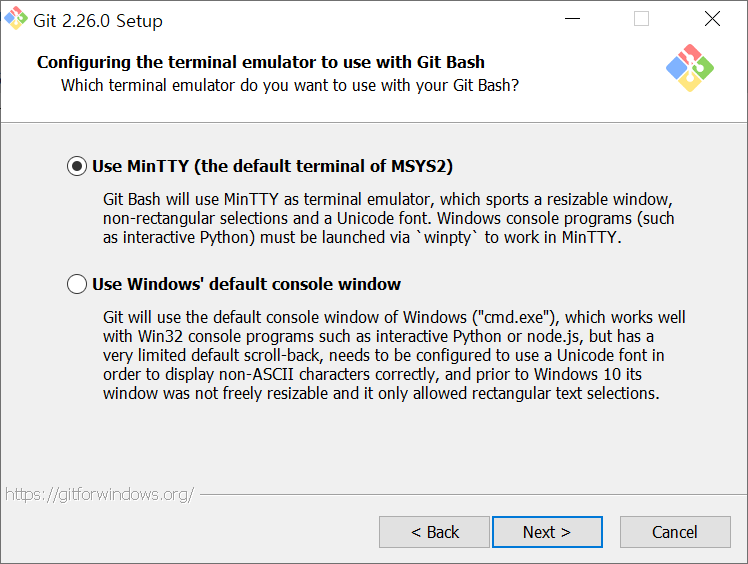 Git 2.26.0 Setup
Configuring the terminal emulator to use with Git Bash
Which terminal emulator do you want to use with your Git Bash?
Use MinTTY (the default terminal of MSYS2)
Git Bash will use MinTTY as terminal emulator, which sports a resizable window,
non-rectangular selections and a Unicode font. Windows console programs (such
as interactive Python) must be launched via `winpty` to work in MinTTY.
Use Windows' default console window
Git will use the default console window of Windows ("cmd.exe"), which works well
with Win32 console programs such as interactive Python or node.js, but has a
very limited default scroll-back, needs to be configured to use a Unicode font in
order to display non-ASCII characters correctly, and prior to Windows 10 its
window was not freely resizable and it only allowed rectangular text selections.
https://gitforwindows.org/
< Back
Next >
Cancel